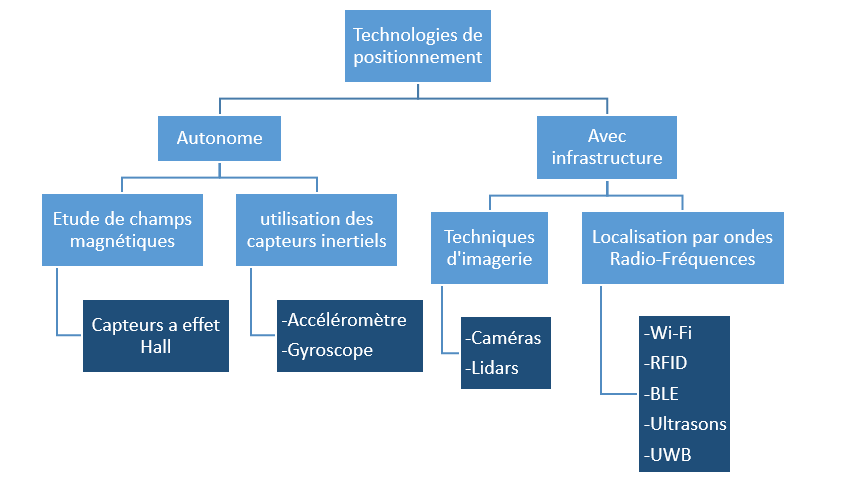 Technologies de
positionnement
Autonome
Avec
infrastructure
Etude de champs
magnétiques
utilisation des
capteurs inertiels
Techniques
d'imagerie
Localisation par ondes
Radio-Fréquences
Capteurs a effet
Hall
-Accéléromètre
-Gyroscope
-Caméras
-Lidars
-Wi-Fi
-RFID
-BLE
-Ultrasons
-UWB